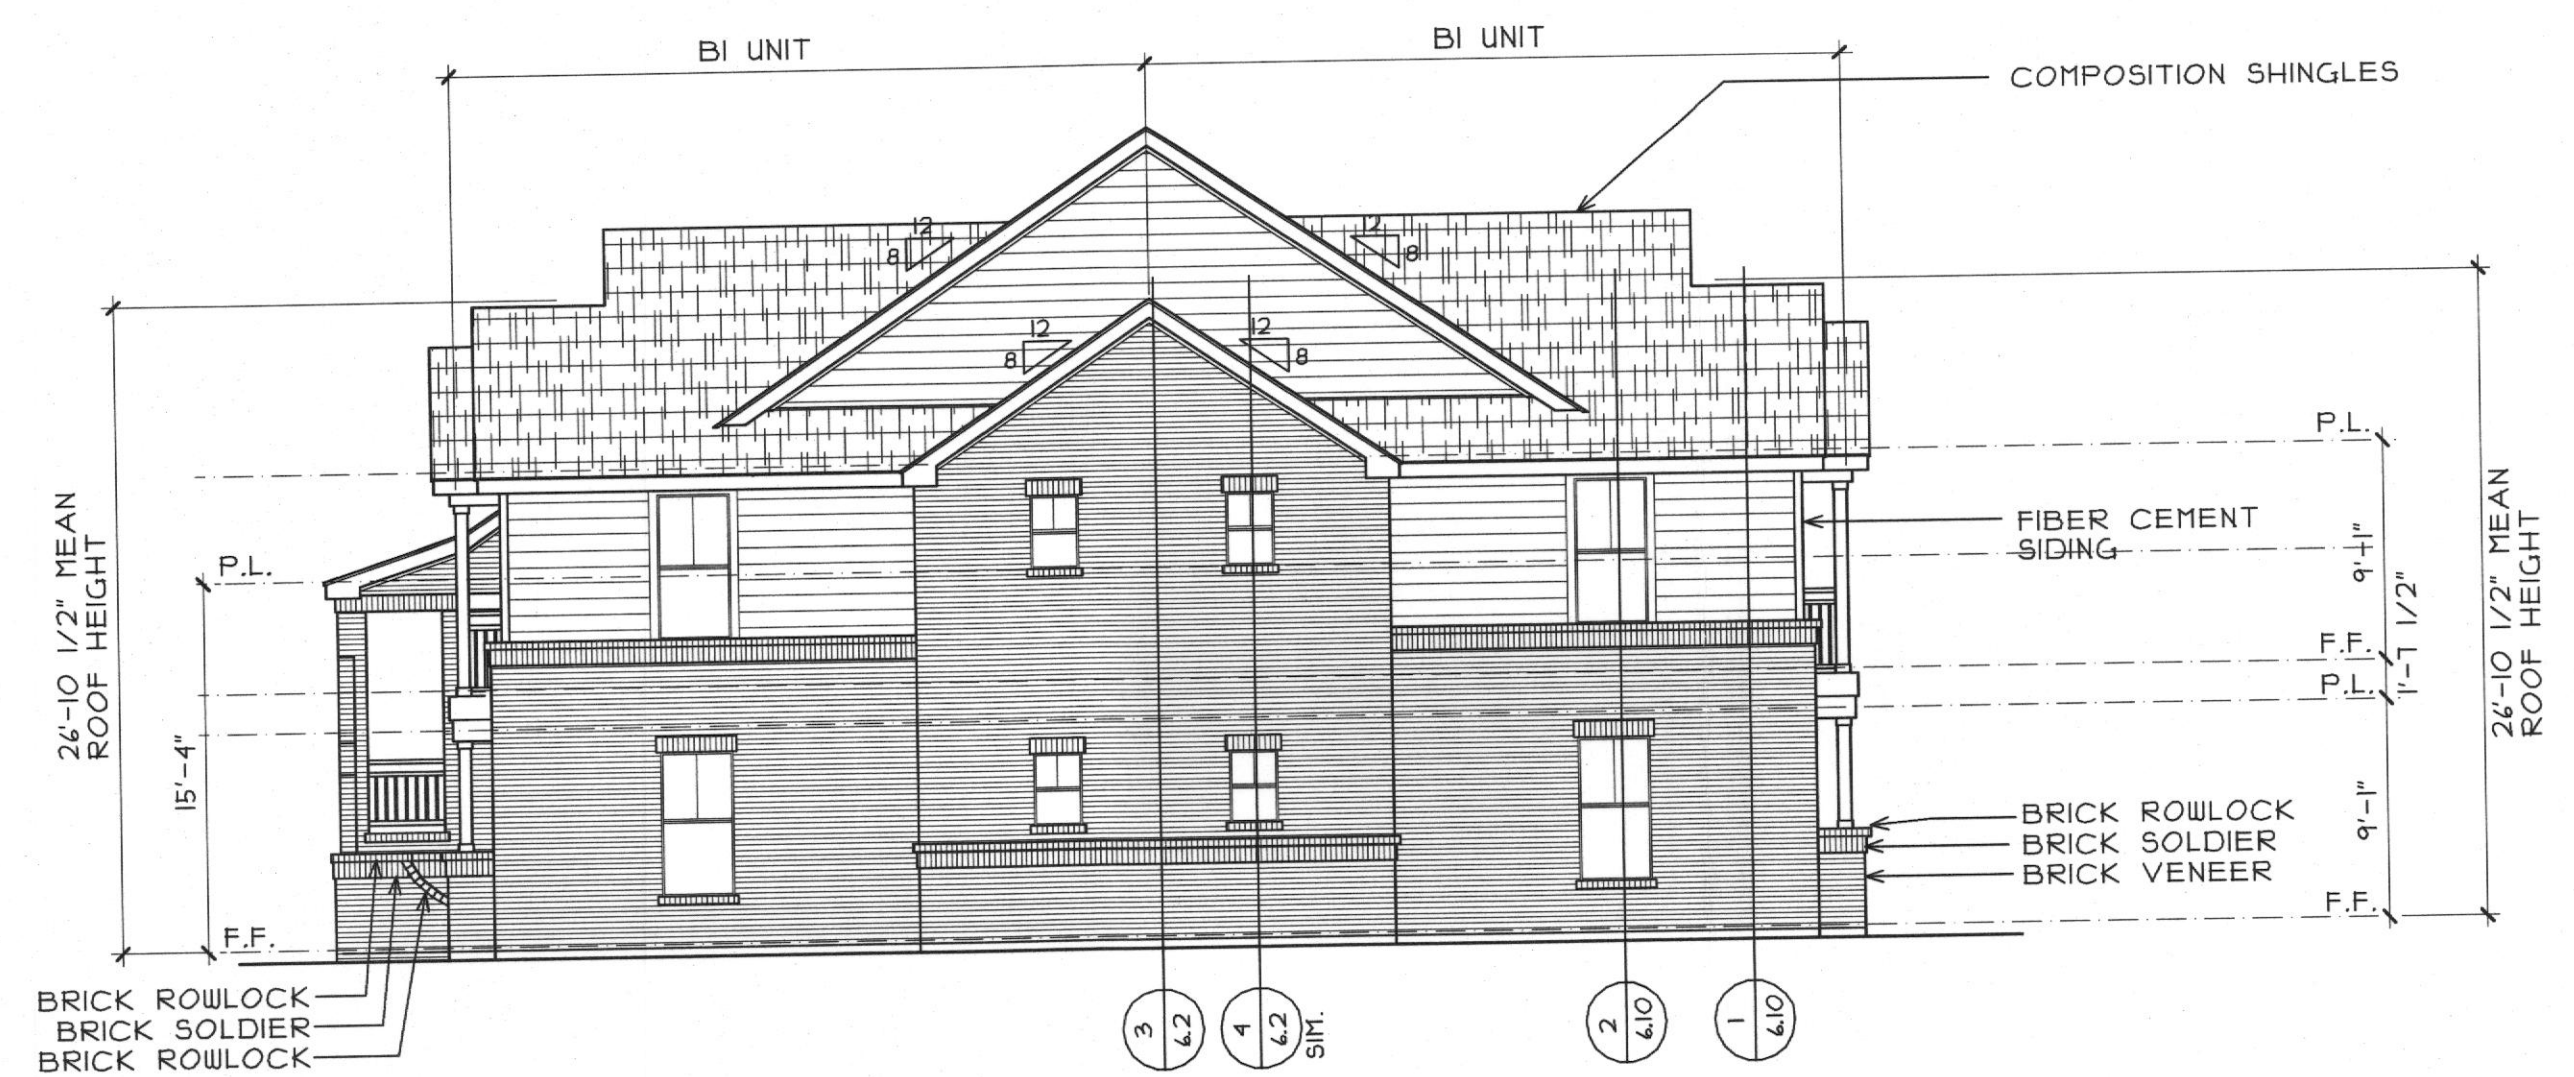 BI UNIT
BI UNIT
COMPOSITION SHINGLES
12
8
12
8
12
8
12
8
P.L.
26'-10 1/2" MEAN
ROOF HEIGHT
P.L.
15'-4"
F.F.
FIBER CEMENT
SIDING
9'-1"
F.F.
P.L.
1'-7 1/2"
9'-1"
26'-10 1/2" MEAN
ROOF HEIGHT
BRICK ROWLOCK
BRICK SOLDIER
BRICK VENEER
F.F.
BRICK ROWLOCK
BRICK SOLDIER
BRICK ROWLOCK
3
6.2
4
6.2
SIM.
2
6.10
1
6.10